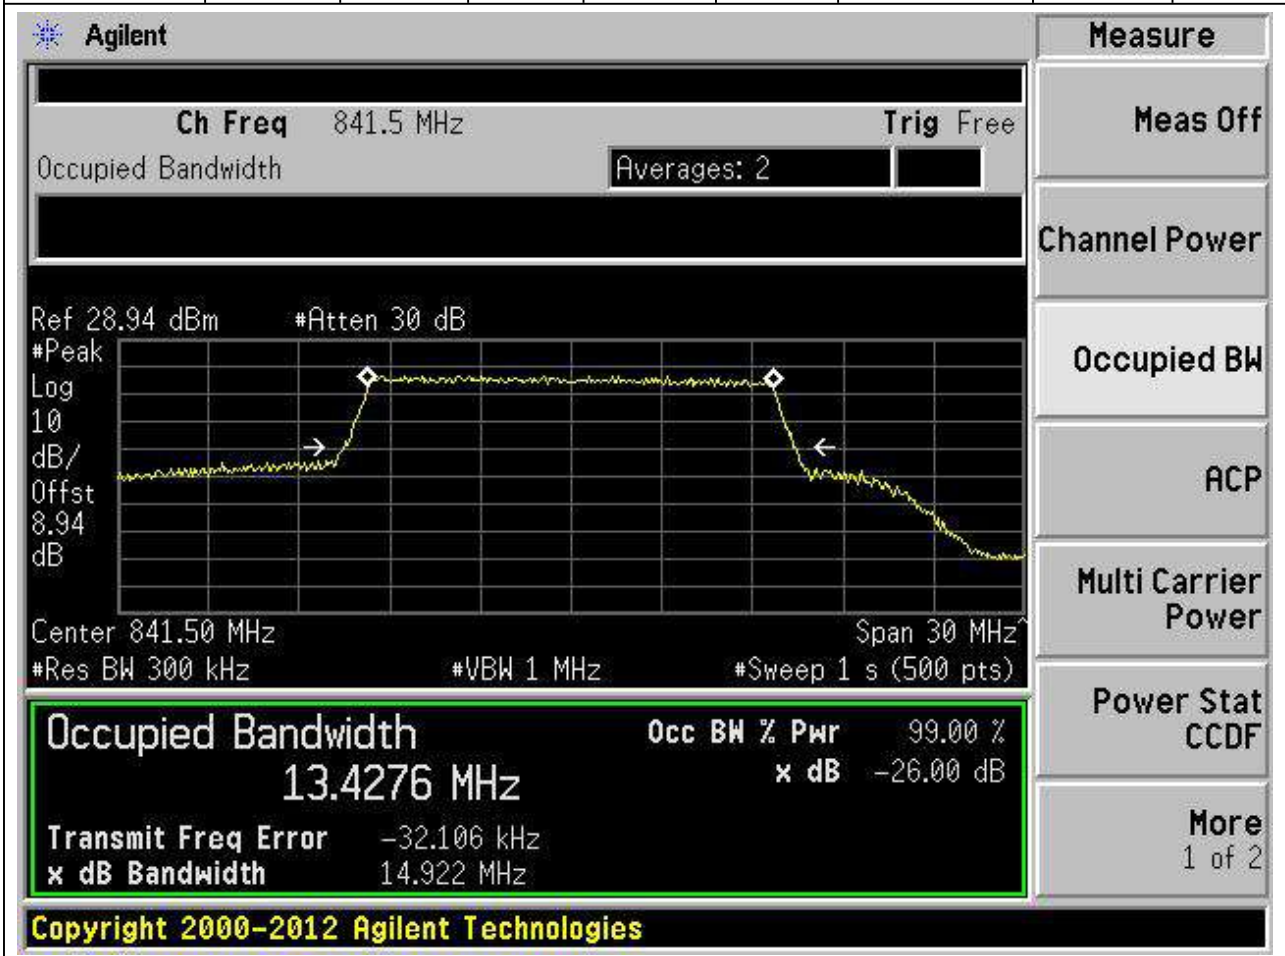 Agilent
Measure
Ch Freq 841.5 MHz Trig Free
Occupied Bandwidth Averages: 2
Ref 28.94 dBm #Atten 30 dB
#Peak
Log
10
dB/
Offst
8.94
dB
Center 841.50 MHz Span 30 MHz^
#Res BW 300 kHz #VBW 1 MHz #Sweep 1 s (500 pts)
Occupied Bandwidth Occ BW % Pwr 99.00 %
13.4276 MHz x dB -26.00 dB
Transmit Freq Error -32.106 kHz
x dB Bandwidth 14.922 MHz
Copyright 2000-2012 Agilent Technologies
Meas Off
Channel Power
Occupied BW
ACP
Multi Carrier
Power
Power Stat
CCDF
More
1 of 2